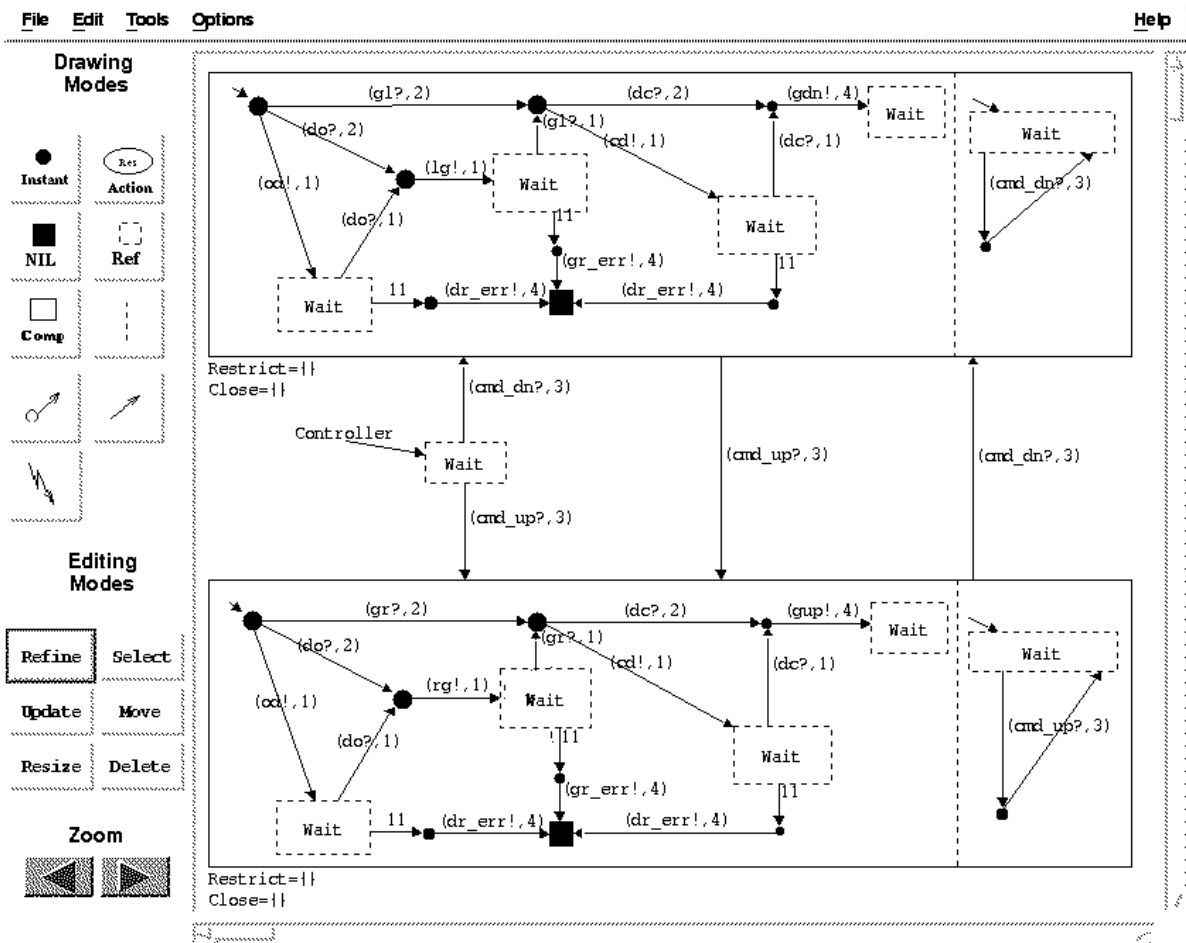 File Edit Tools Options Help
Drawing
Modes
Instant
Res
Action
NIL
Ref
Comp
Editing
Modes
Refine Select
Update Move
Resize Delete
Zoom
(gl?,2)
(dc?,2)
(gdn!,4)
Wait
Wait
(do?,2)
(gl?,1)
(cd!,1)
(dc?,1)
(od!,1)
(lg!,1)
Wait
(cmd_dn?,3)
(do?,1)
11
Wait
(gr_err!,4)
11
Wait
11
(dr_err!,4)
(dr_err!,4)
Restrict={}
Close={}
(cmd_dn?,3)
Controller
Wait
(cmd_up?,3)
(cmd_dn?,3)
(cmd_up?,3)
(gr?,2)
(dc?,2)
(gup!,4)
Wait
(do?,2)
(gr?,1)
(cd!,1)
(dc?,1)
Wait
(od!,1)
(rg!,1)
Wait
(cmd_up?,3)
(do?,1)
11
Wait
(gr_err!,4)
11
Wait
11
(dr_err!,4)
(dr_err!,4)
Restrict={}
Close={}